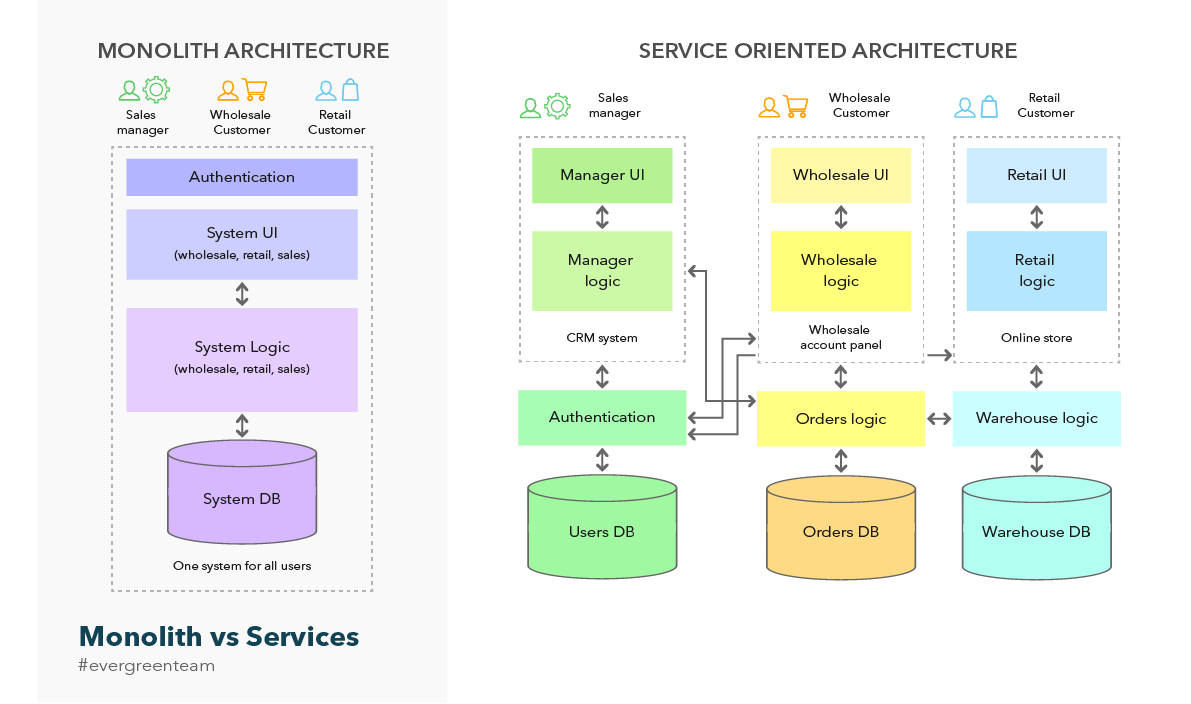 MONOLITH ARCHITECTURE
Sales
manager
Wholesale
Customer
Retail
Customer
Authentication
System UI
(wholesale, retail, sales)
System Logic
(wholesale, retail, sales)
System DB
One system for all users
Monolith vs Services
#evergreenteam
SERVICE ORIENTED ARCHITECTURE
Sales
manager
Wholesale
Customer
Retail
Customer
Manager UI
Manager
logic
CRM system
Wholesale UI
Wholesale
logic
Wholesale
account panel
Retail UI
Retail
logic
Online store
Authentication
Orders logic
Warehouse logic
Users DB
Orders DB
Warehouse DB